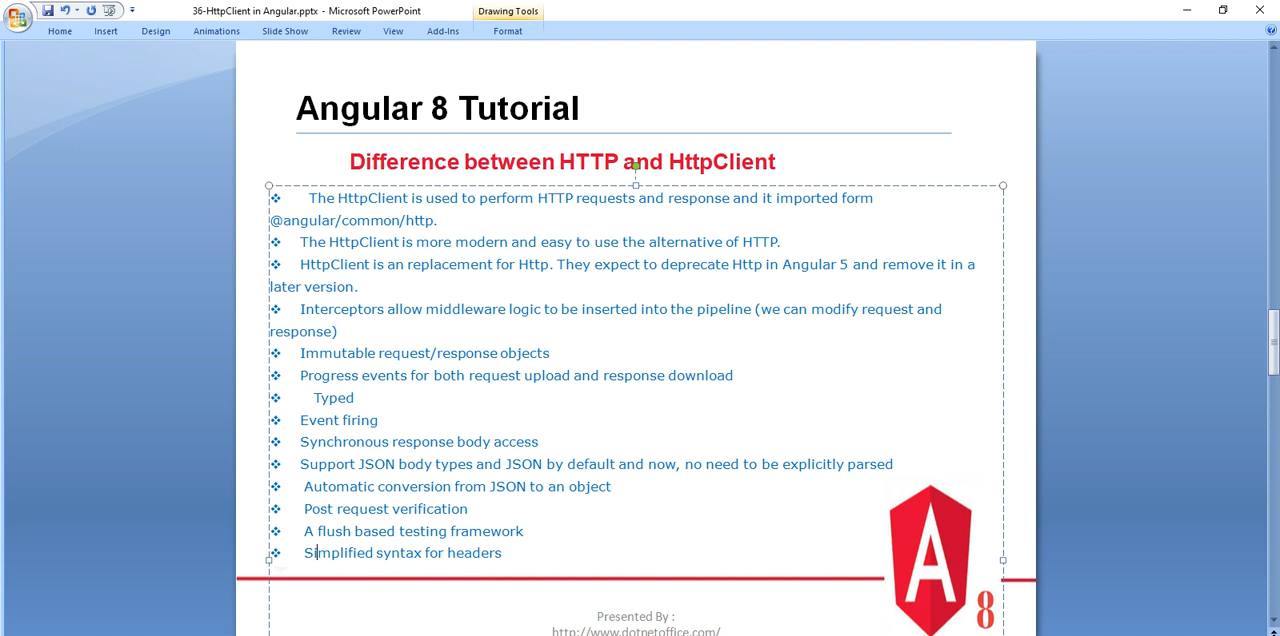 36-HttpClient in Angular.pptx - Microsoft PowerPoint
Drawing Tools
Home Insert Design Animations Slide Show Review View Add-Ins Format
Angular 8 Tutorial
Difference between HTTP and HttpClient
The HttpClient is used to perform HTTP requests and response and it imported form
@angular/common/http.
The HttpClient is more modern and easy to use the alternative of HTTP.
HttpClient is an replacement for Http. They expect to deprecate Http in Angular 5 and remove it in a
later version.
Interceptors allow middleware logic to be inserted into the pipeline (we can modify request and
response)
Immutable request/response objects
Progress events for both request upload and response download
Typed
Event firing
Synchronous response body access
Support JSON body types and JSON by default and now, no need to be explicitly parsed
Automatic conversion from JSON to an object
Post request verification
A flush based testing framework
Simplified syntax for headers
A
8
Presented By :
http://www.dotnetoffice.com/